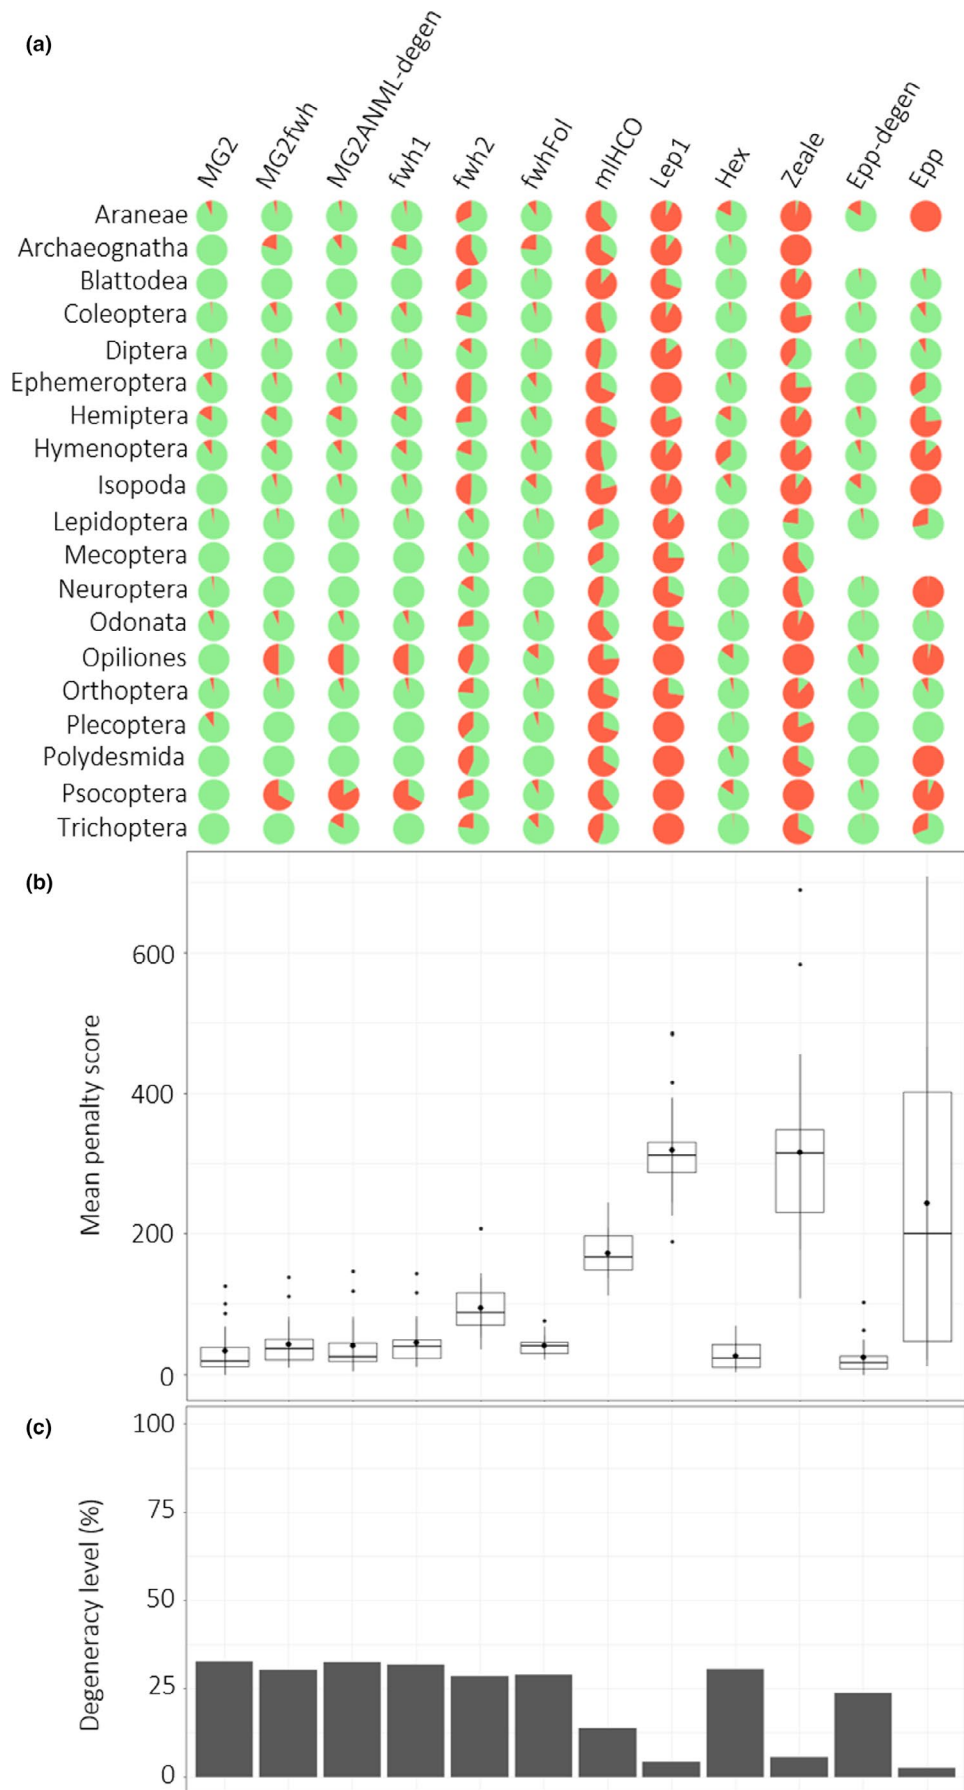 (a)
MG2
MG2fwh
MG2ANML-degen
fwh1
fwh2
fwhFol
mlHCO
Lep1
Hex
Zeale
Epp-degen
Epp
Araneae
Archaeognatha
Blattodea
Coleoptera
Diptera
Ephemeroptera
Hemiptera
Hymenoptera
Isopoda
Lepidoptera
Mecoptera
Neuroptera
Odonata
Opiliones
Orthoptera
Plecoptera
Polydesmida
Psocoptera
Trichoptera
(b)
Mean penalty score
600
400
200
0
(c)
Degeneracy level (%)
100
75
50
25
0